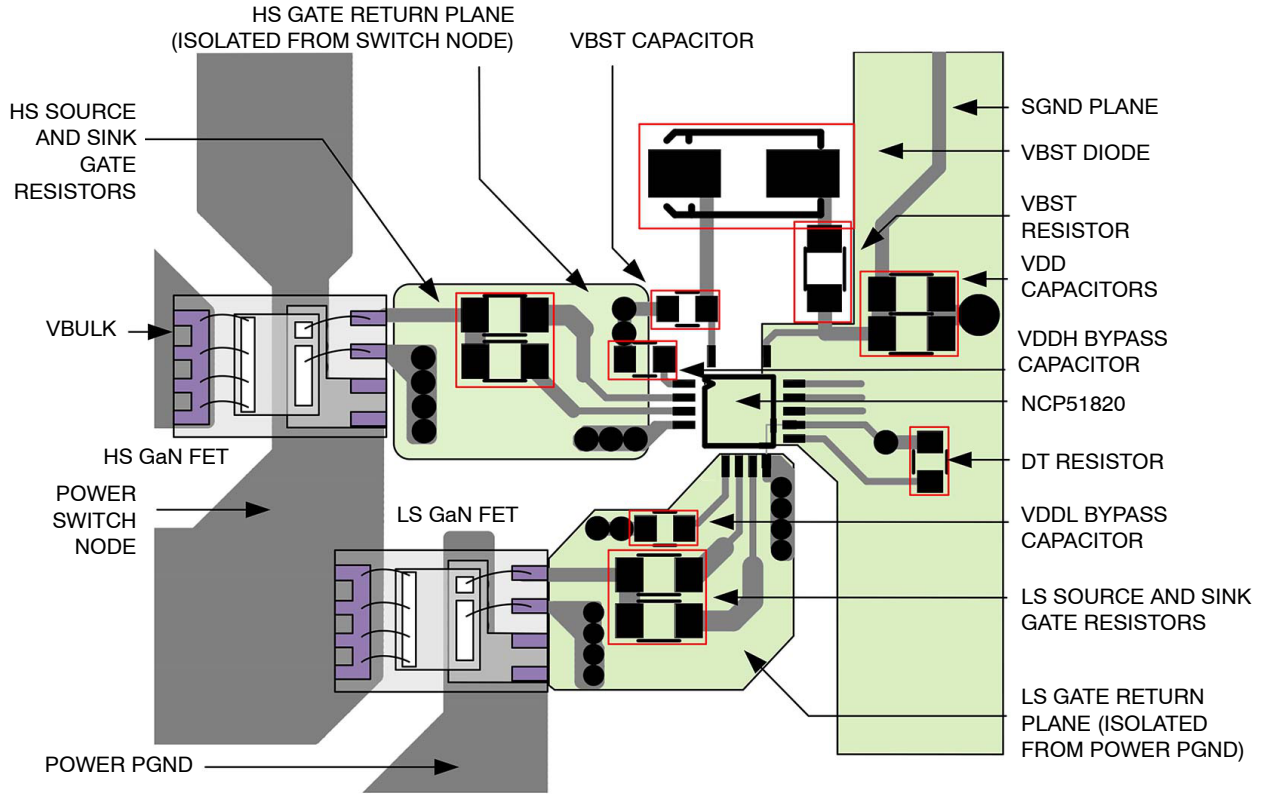 HS GATE RETURN PLANE
(ISOLATED FROM SWITCH NODE)
VBST CAPACITOR
HS SOURCE
AND SINK
GATE
RESISTORS
VBULK
HS GaN FET
POWER
SWITCH
NODE
LS GaN FET
POWER PGND
SGND PLANE
VBST DIODE
VBST
RESISTOR
VDD
CAPACITORS
VDDH BYPASS
CAPACITOR
NCP51820
DT RESISTOR
VDDL BYPASS
CAPACITOR
LS SOURCE AND SINK
GATE RESISTORS
LS GATE RETURN
PLANE (ISOLATED
FROM POWER PGND)